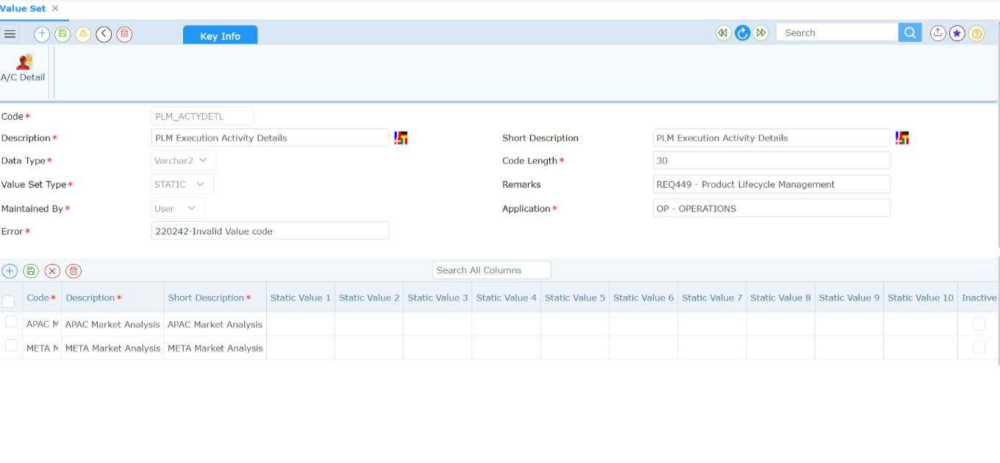 Value Set
Key Info
Search
A/C Detail
Code *
PLM_ACTYDETL
Description *
PLM Execution Activity Details
Short Description
PLM Execution Activity Details
Data Type *
Varchar2
Code Length *
30
Value Set Type *
STATIC
Remarks
REQ449 - Product Lifecycle Management
Maintained By *
User
Application *
OP - OPERATIONS
Error *
220242-Invalid Value code
Search All Columns
Code * Description * Short Description * Static Value 1 Static Value 2 Static Value 3 Static Value 4 Static Value 5 Static Value 6 Static Value 7 Static Value 8 Static Value 9 Static Value 10 Inactive
APAC M APAC Market Analysis APAC Market Analysis
META M META Market Analysis META Market Analysis